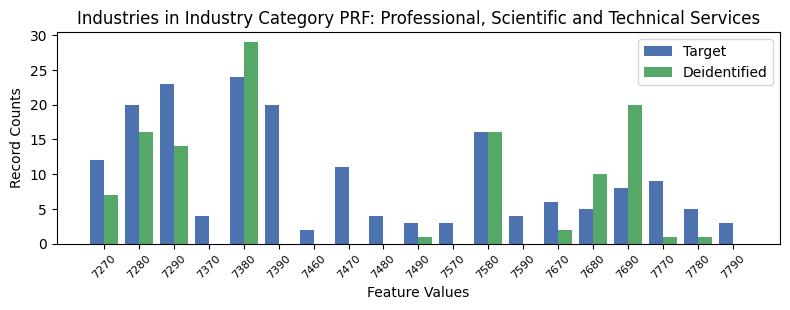 Industries in Industry Category PRF: Professional, Scientific and Technical Services
Target
Deidentified
Record Counts
30
25
20
15
10
5
0
7270 7280 7290 7370 7380 7390 7460 7470 7480 7490 7570 7580 7590 7670 7680 7690 7770 7780 7790
Feature Values